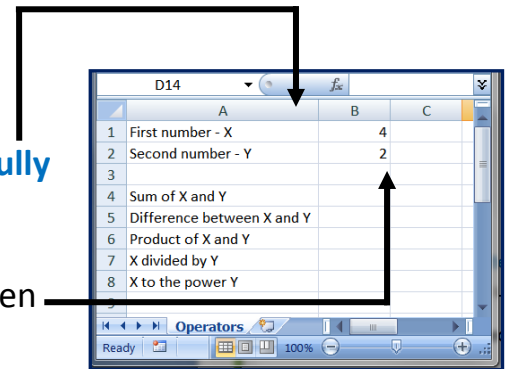 D14 fx
A B C
1 First number - X 4
2 Second number - Y 2
3
ully
4 Sum of X and Y
5 Difference between X and Y
6 Product of X and Y
7 X divided by Y
8 X to the power Y
en
Operators
Ready 100%